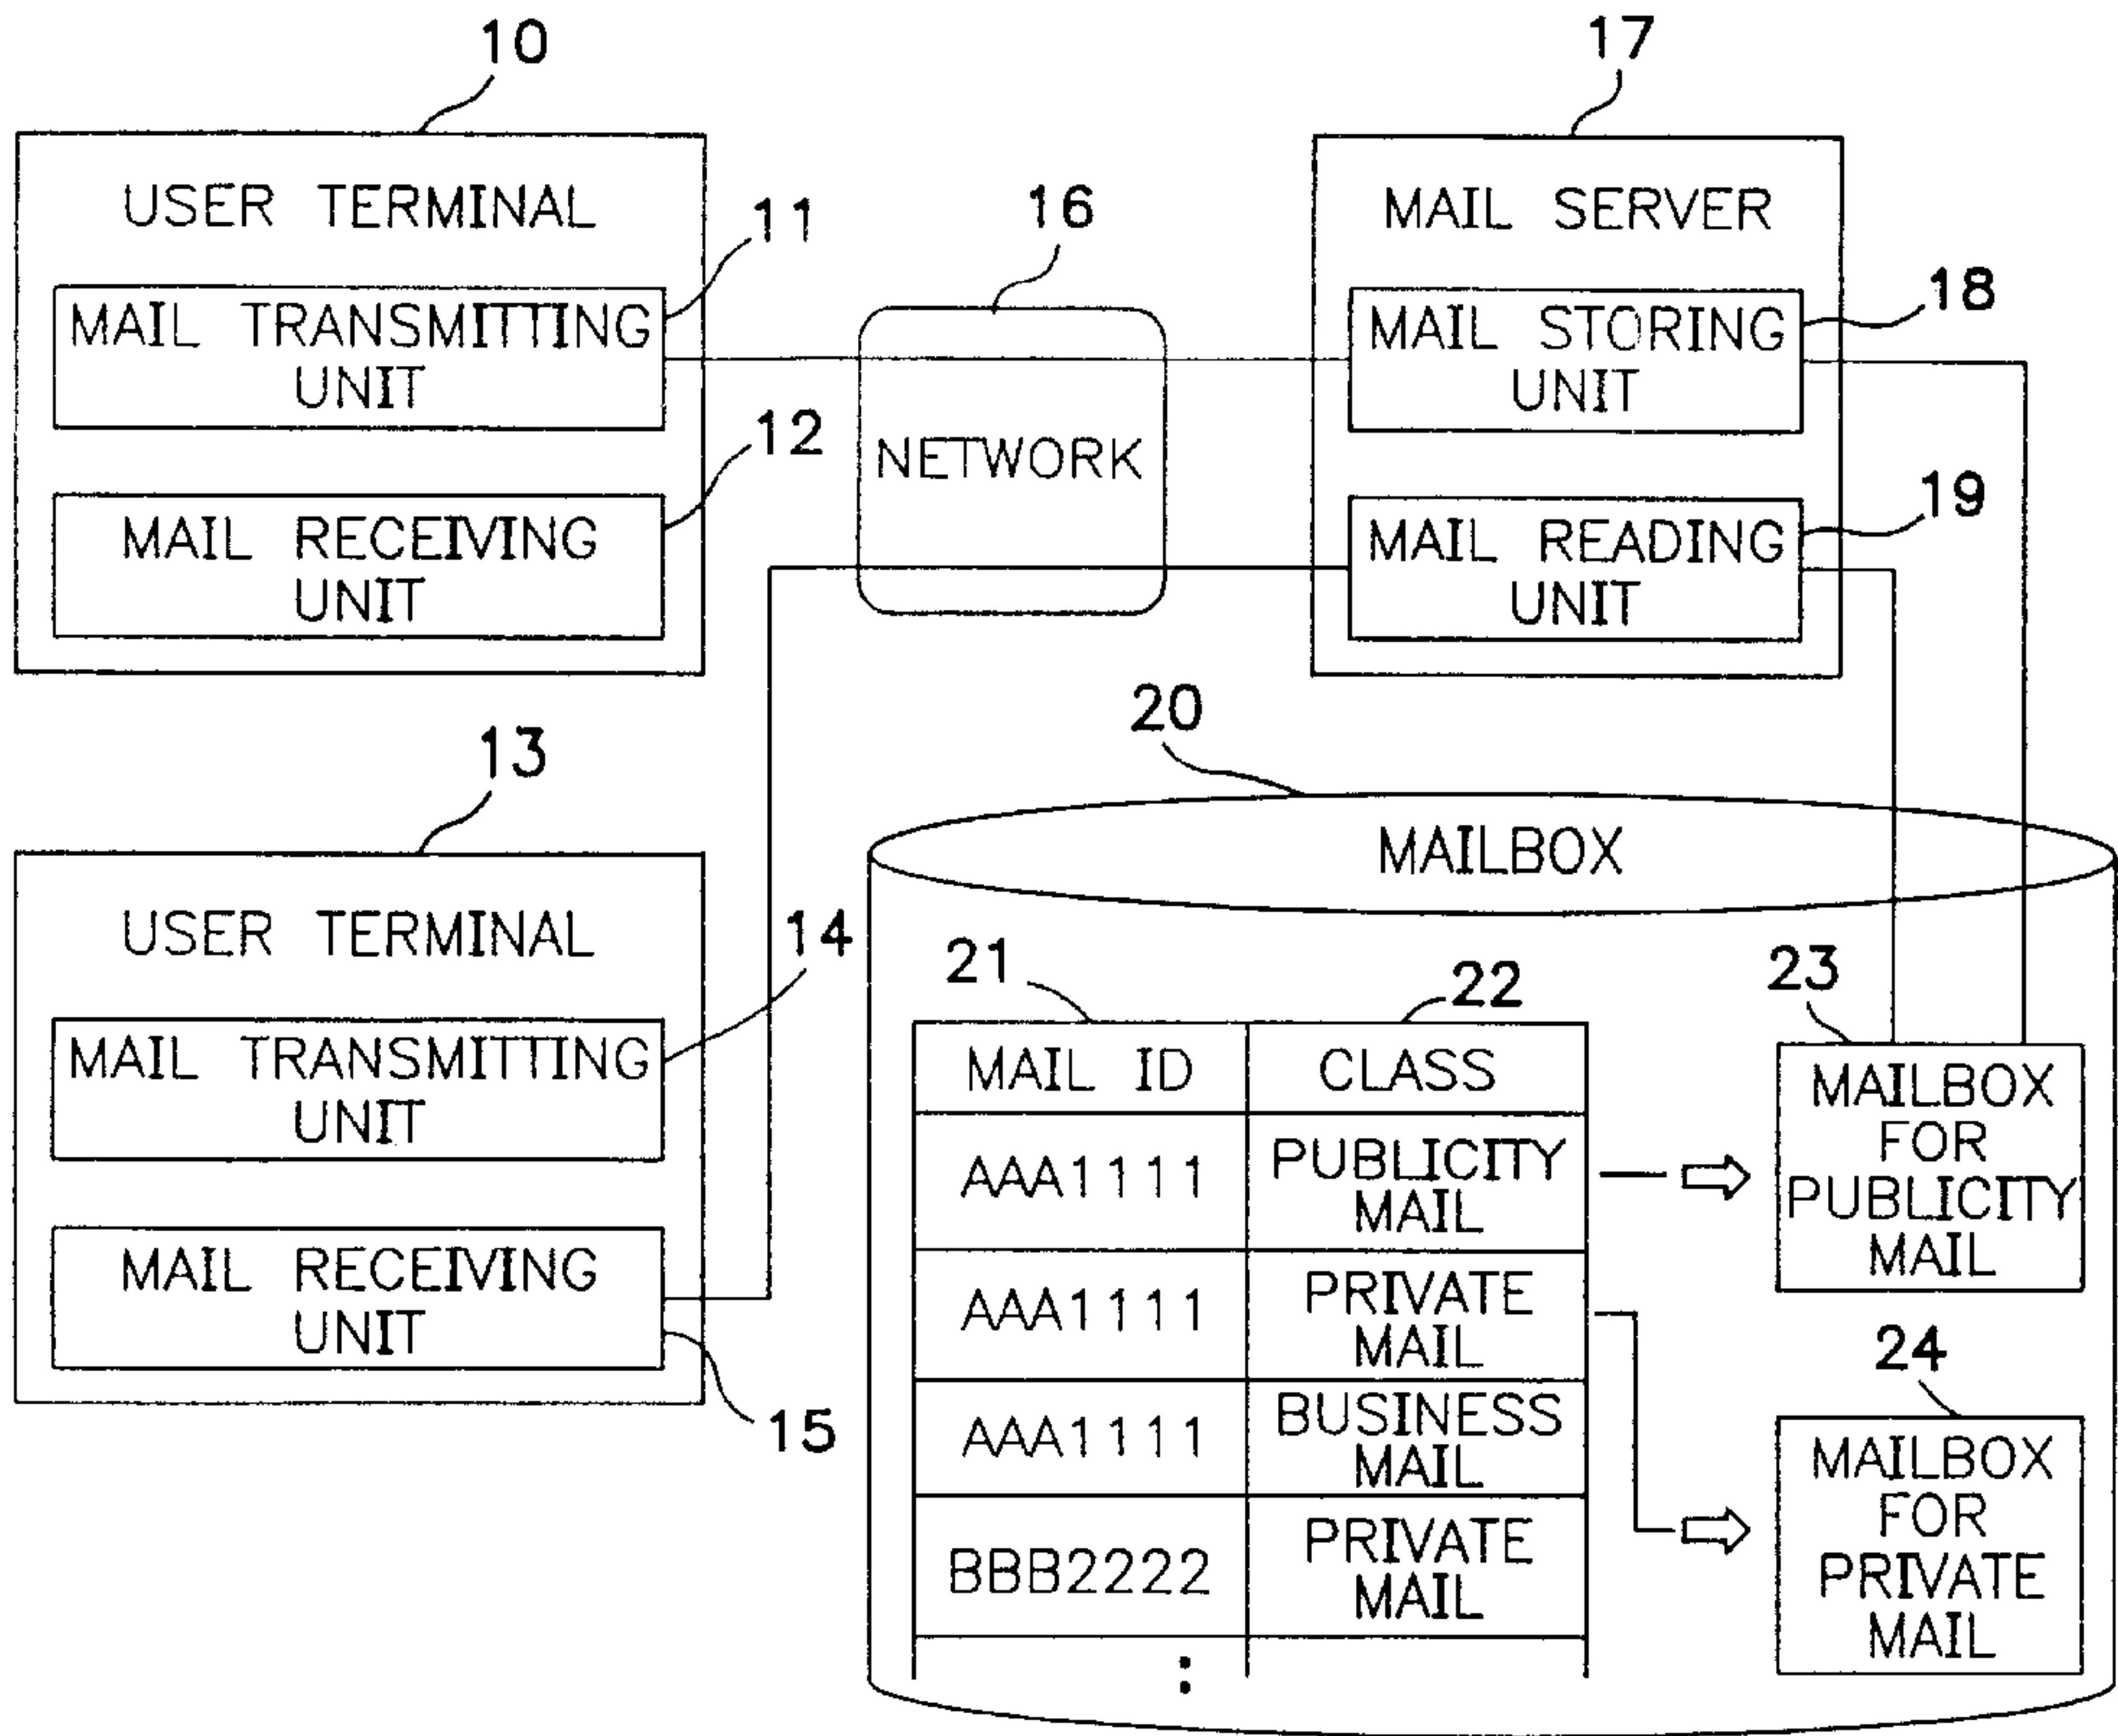 10
USER TERMINAL
11
MAIL TRANSMITTING
UNIT
12
MAIL RECEIVING
UNIT
16
NETWORK
17
MAIL SERVER
18
MAIL STORING
UNIT
19
MAIL READING
UNIT
13
USER TERMINAL
14
MAIL TRANSMITTING
UNIT
MAIL RECEIVING
UNIT
15
20
MAILBOX
21
22
MAIL ID
CLASS
AAA1111
PUBLICITY
MAIL
AAA1111
PRIVATE
MAIL
AAA1111
BUSINESS
MAIL
BBB2222
PRIVATE
MAIL
:
23
MAILBOX
FOR
PUBLICITY
MAIL
24
MAILBOX
FOR
PRIVATE
MAIL